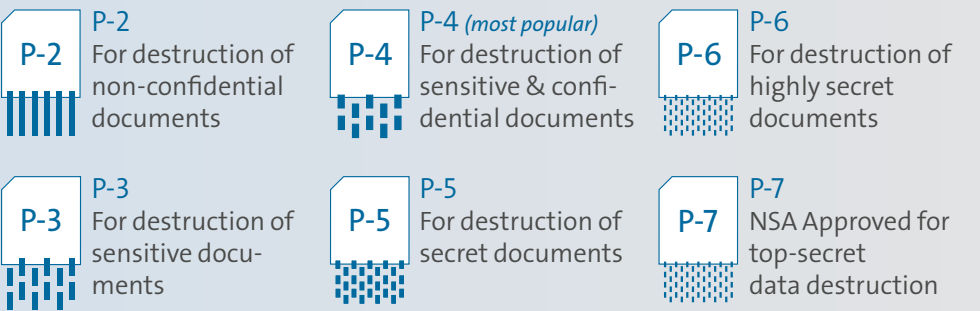 P-2
P-2
For destruction of
non-confidential
documents
P-4
P-4 (most popular)
For destruction of
sensitive & confi-
dential documents
P-6
P-6
For destruction of
highly secret
documents
P-3
P-3
For destruction of
sensitive docu-
ments
P-5
P-5
For destruction of
secret documents
P-7
P-7
NSA Approved for
top-secret
data destruction